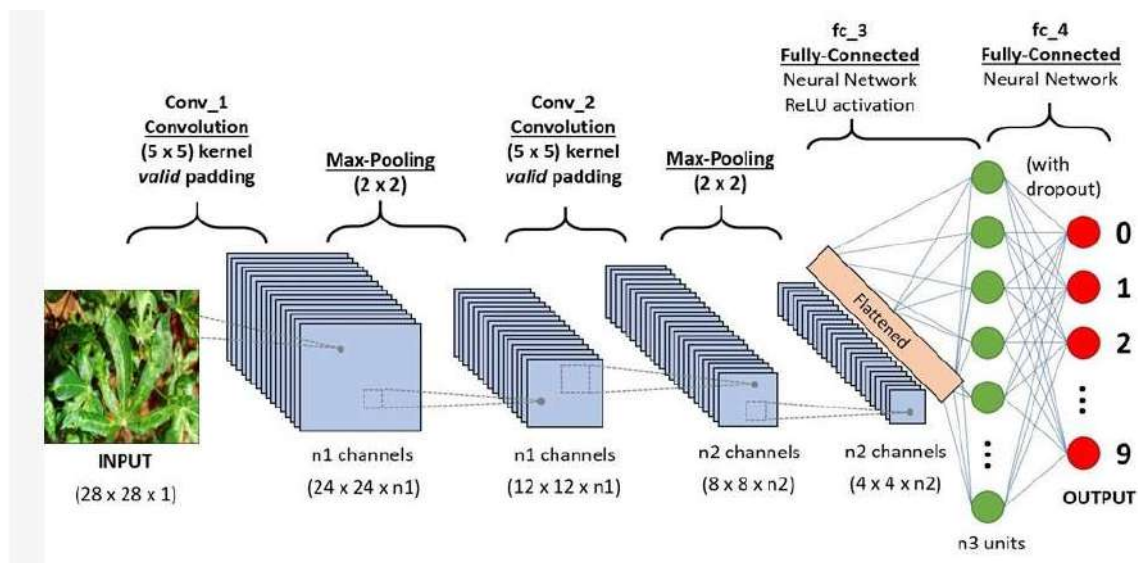 Conv_1
Convolution
(5 x 5) kernel
valid padding
Max-Pooling
(2 x 2)
Conv_2
Convolution
(5 x 5) kernel
valid padding
Max-Pooling
(2 x 2)
fc_3
Fully-Connected
Neural Network
ReLU activation
fc_4
Fully-Connected
Neural Network
(with
dropout)
Flattened
0
1
2
9
INPUT
(28 x 28 x 1)
n1 channels
(24 x 24 x n1)
n1 channels
(12 x 12 x n1)
n2 channels
(8 x 8 x n2)
n2 channels
(4 x 4 x n2)
n3 units
OUTPUT